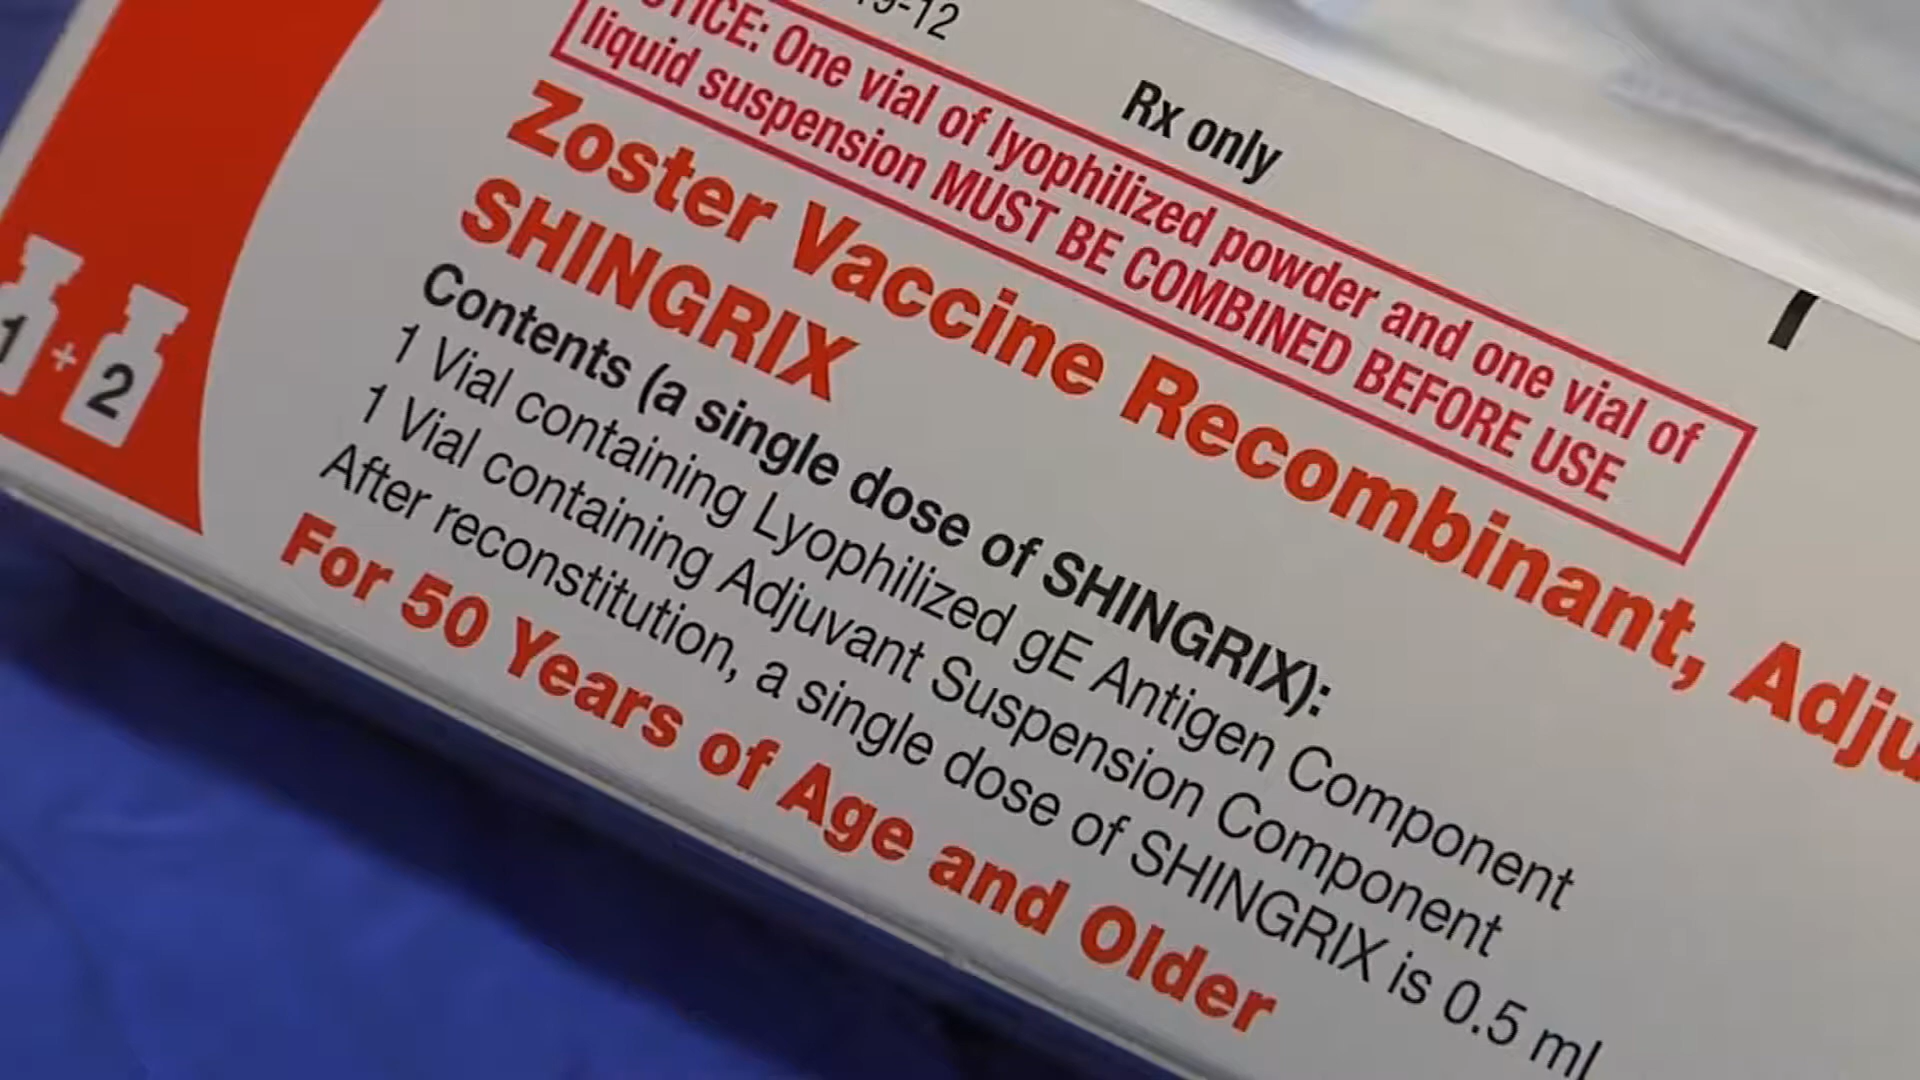 Rx only
One vial of lyophilized powder and one vial of
liquid suspension MUST BE COMBINED BEFORE USE
Zoster Vaccine Recombinant,
SHINGRIX
Contents (a single dose of SHINGRIX):
1 Vial containing Lyophilized gE Antigen Component
1 Vial containing Adjuvant Suspension Component
After reconstitution, a single dose of SHINGRIX is 0.5 ml
For 50 Years of Age and Older
1 + 2